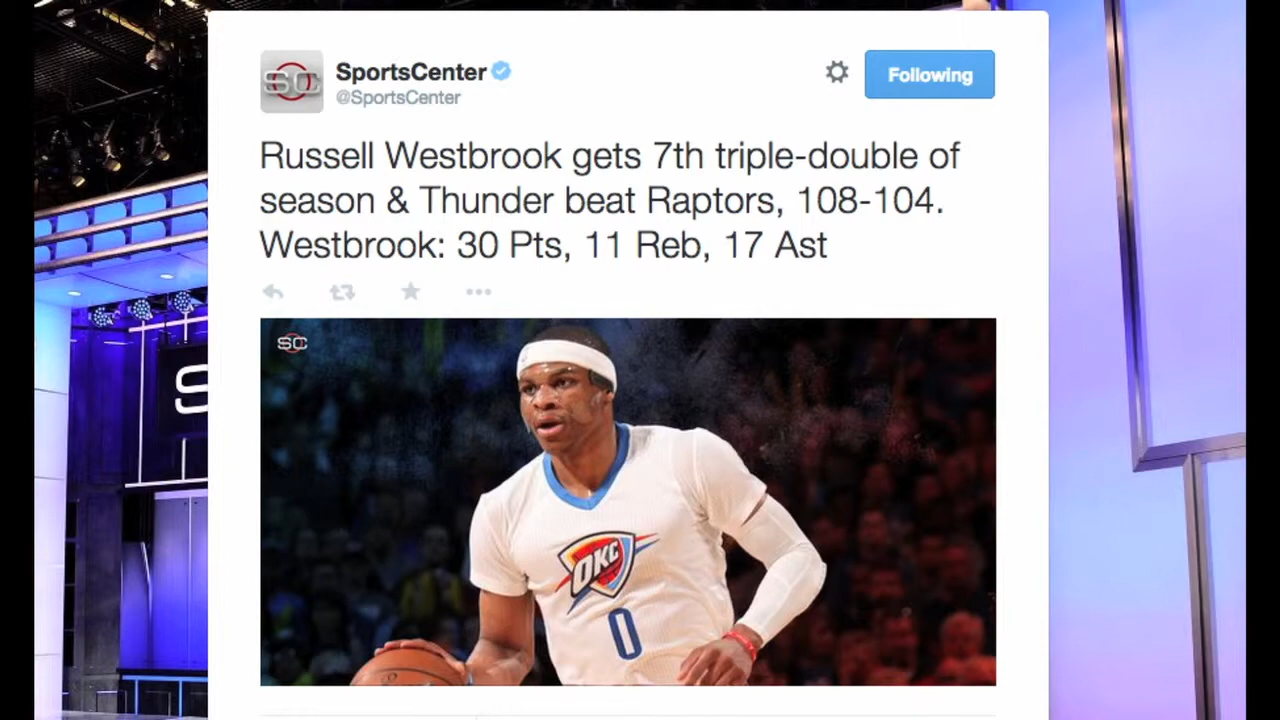 SC
SportsCenter
@SportsCenter
Following
Russell Westbrook gets 7th triple-double of
season & Thunder beat Raptors, 108-104.
Westbrook: 30 Pts, 11 Reb, 17 Ast
SC
S
OKC
0